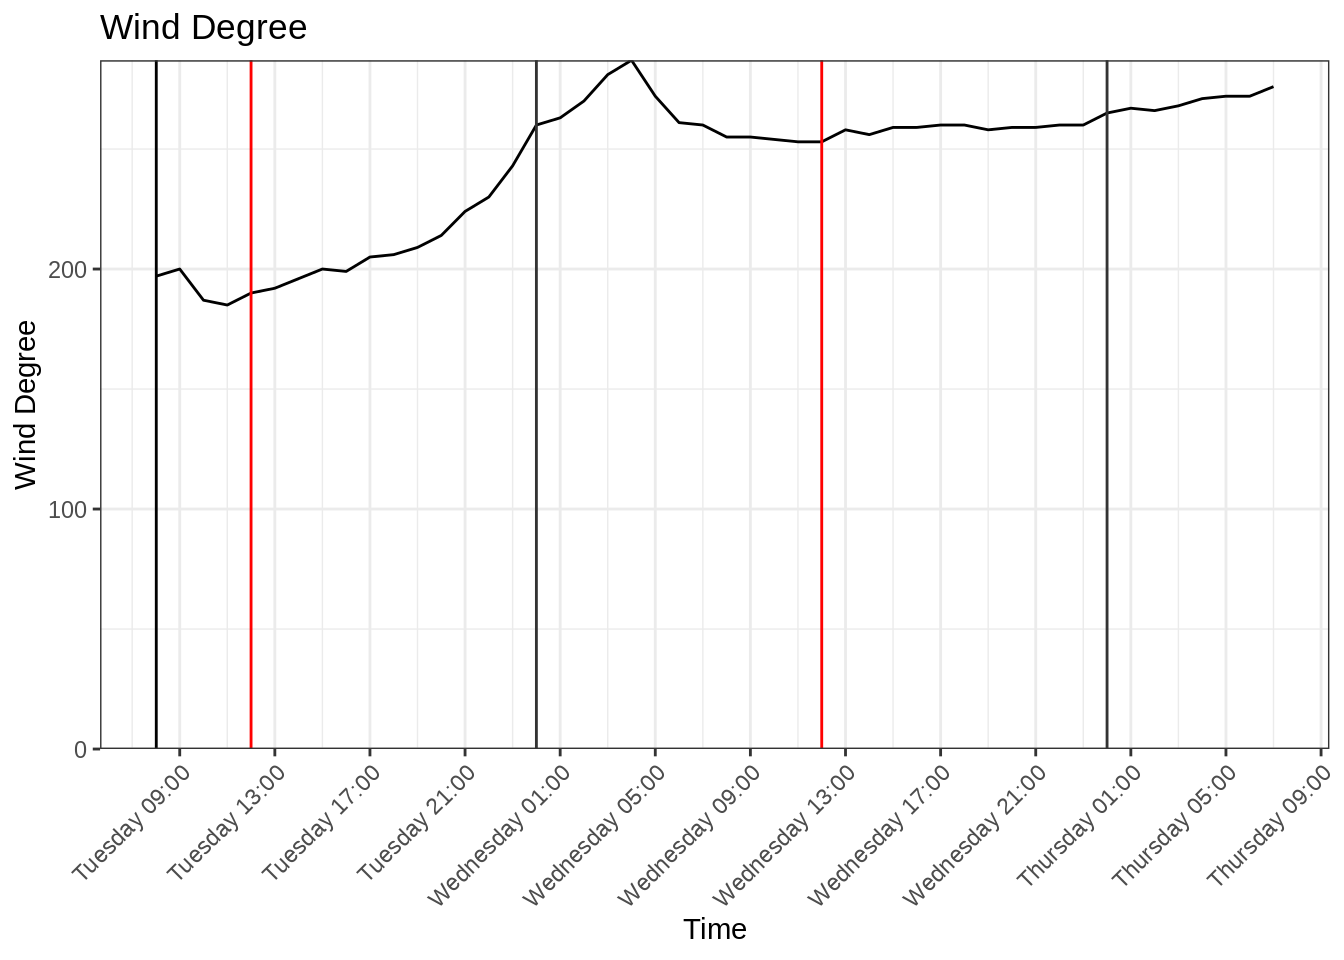 Wind Degree
Wind Degree
200
100
0
Tuesday 09:00
Tuesday 13:00
Tuesday 17:00
Tuesday 21:00
Wednesday 01:00
Wednesday 05:00
Wednesday 09:00
Wednesday 13:00
Wednesday 17:00
Wednesday 21:00
Thursday 01:00
Thursday 05:00
Thursday 09:00
Time